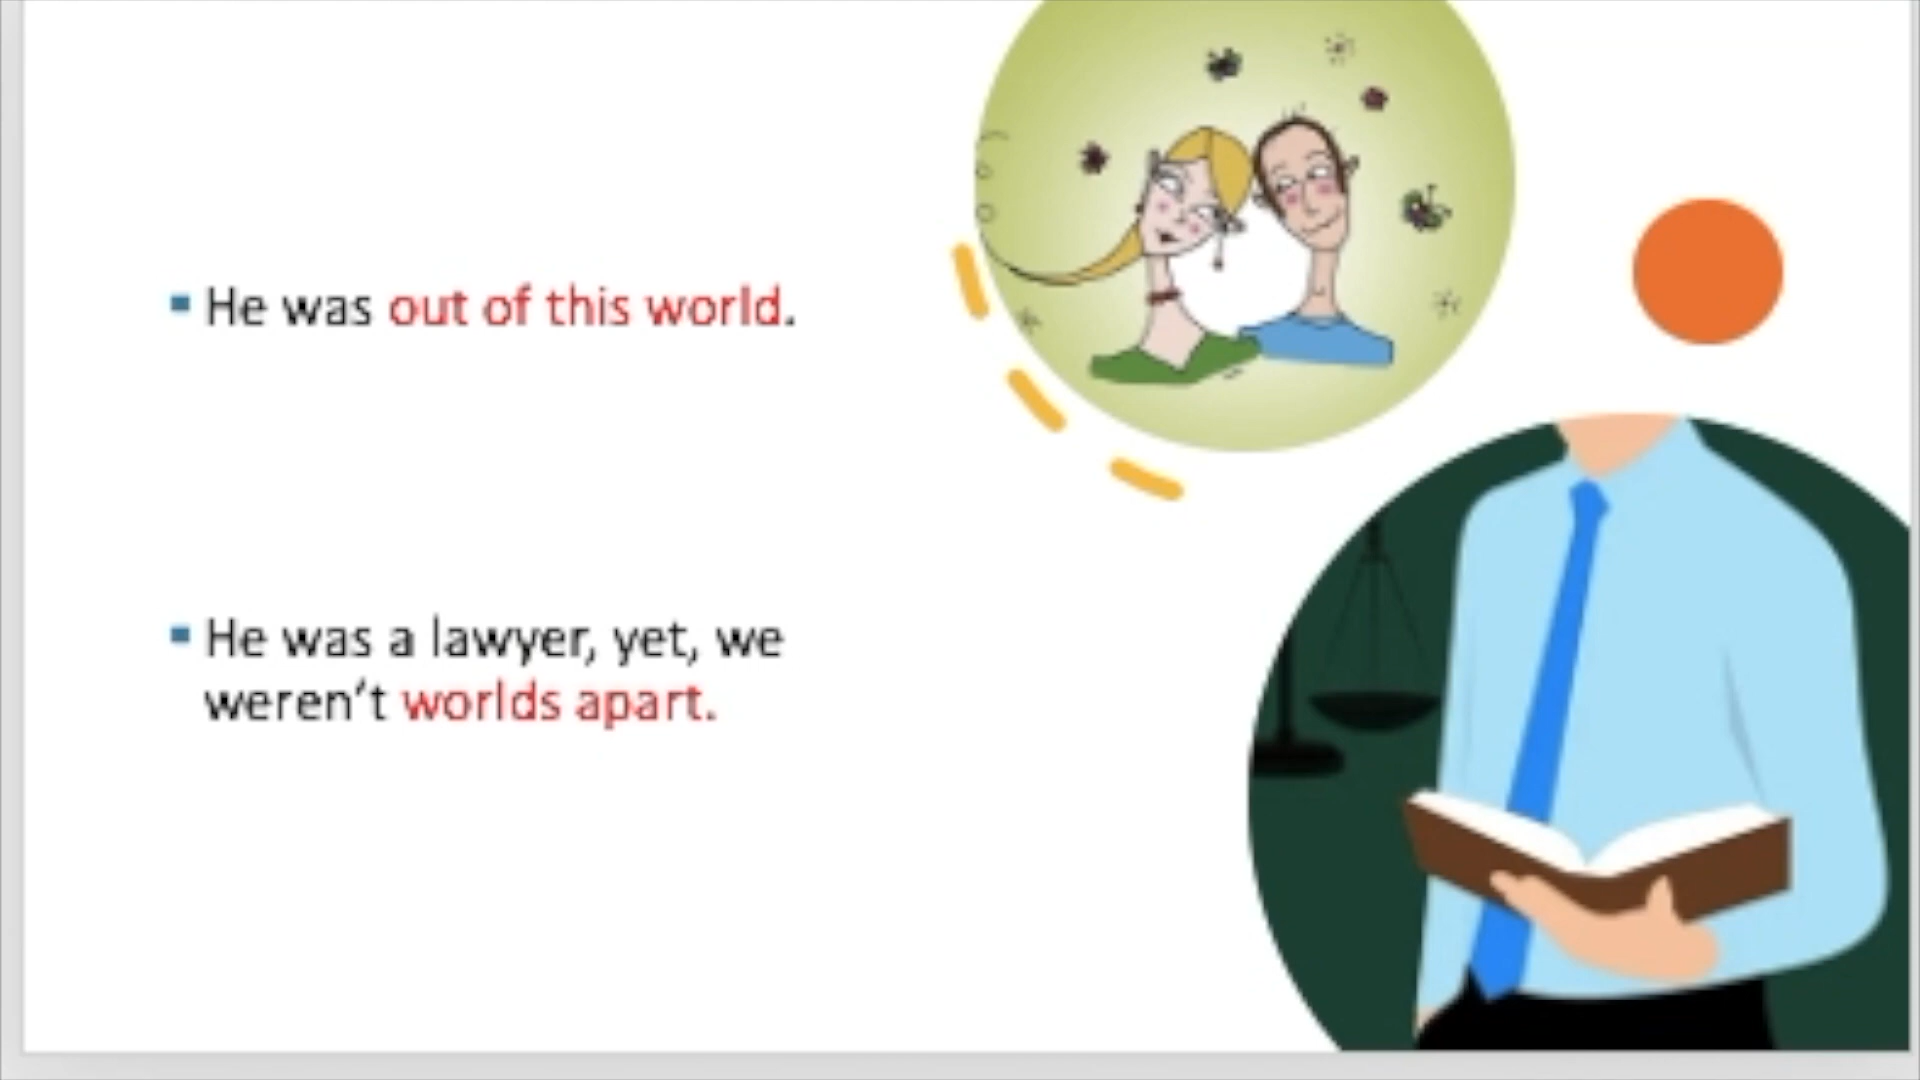 He was out of this world.
He was a lawyer, yet, we
weren't worlds apart.